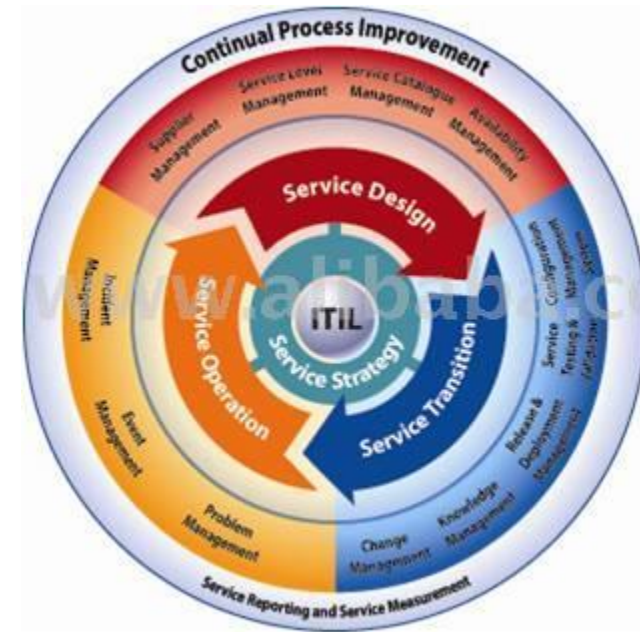 Continual Process Improvement
Supplier
Management
Service Level
Management
Service Catalogue
Management
Availability
Management
Service Configuration
Management System
Service
Testing &
Validation
Release &
Deployment
Management
Knowledge
Management
Change
Management
Problem
Management
Event
Management
Incident
Management
Service Design
Service Transition
Service Operation
Service Strategy
ITIL
Service Reporting and Service Measurement
www.alibaba.co